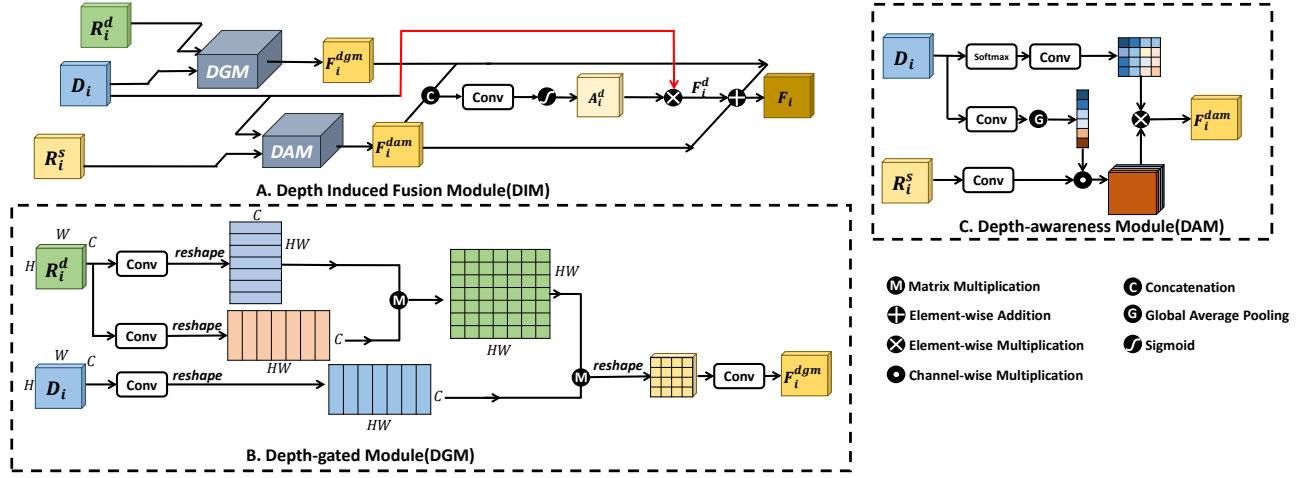 R_i^d
D_i
R_i^s
DGM
DAM
F_i^{dgm}
F_i^{dam}
C
Conv
A_i^d
F_i^d
F_i
A. Depth Induced Fusion Module(DIM)
W
C
H
R_i^d
Conv
reshape
C
HW
Conv
reshape
HW
C
M
HW
HW
W
C
H
D_i
Conv
reshape
HW
C
M
reshape
Conv
F_i^{dgm}
B. Depth-gated Module(DGM)
D_i
Softmax
Conv
Conv
G
R_i^s
Conv
F_i^{dam}
C. Depth-awareness Module(DAM)
M Matrix Multiplication
Element-wise Addition
Element-wise Multiplication
Channel-wise Multiplication
C Concatenation
G Global Average Pooling
Sigmoid